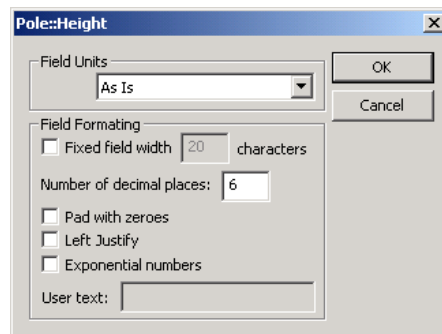 Pole::Height
Field Units
As Is
OK
Cancel
Field Formating
Fixed field width 20 characters
Number of decimal places: 6
Pad with zeroes
Left Justify
Exponential numbers
User text: